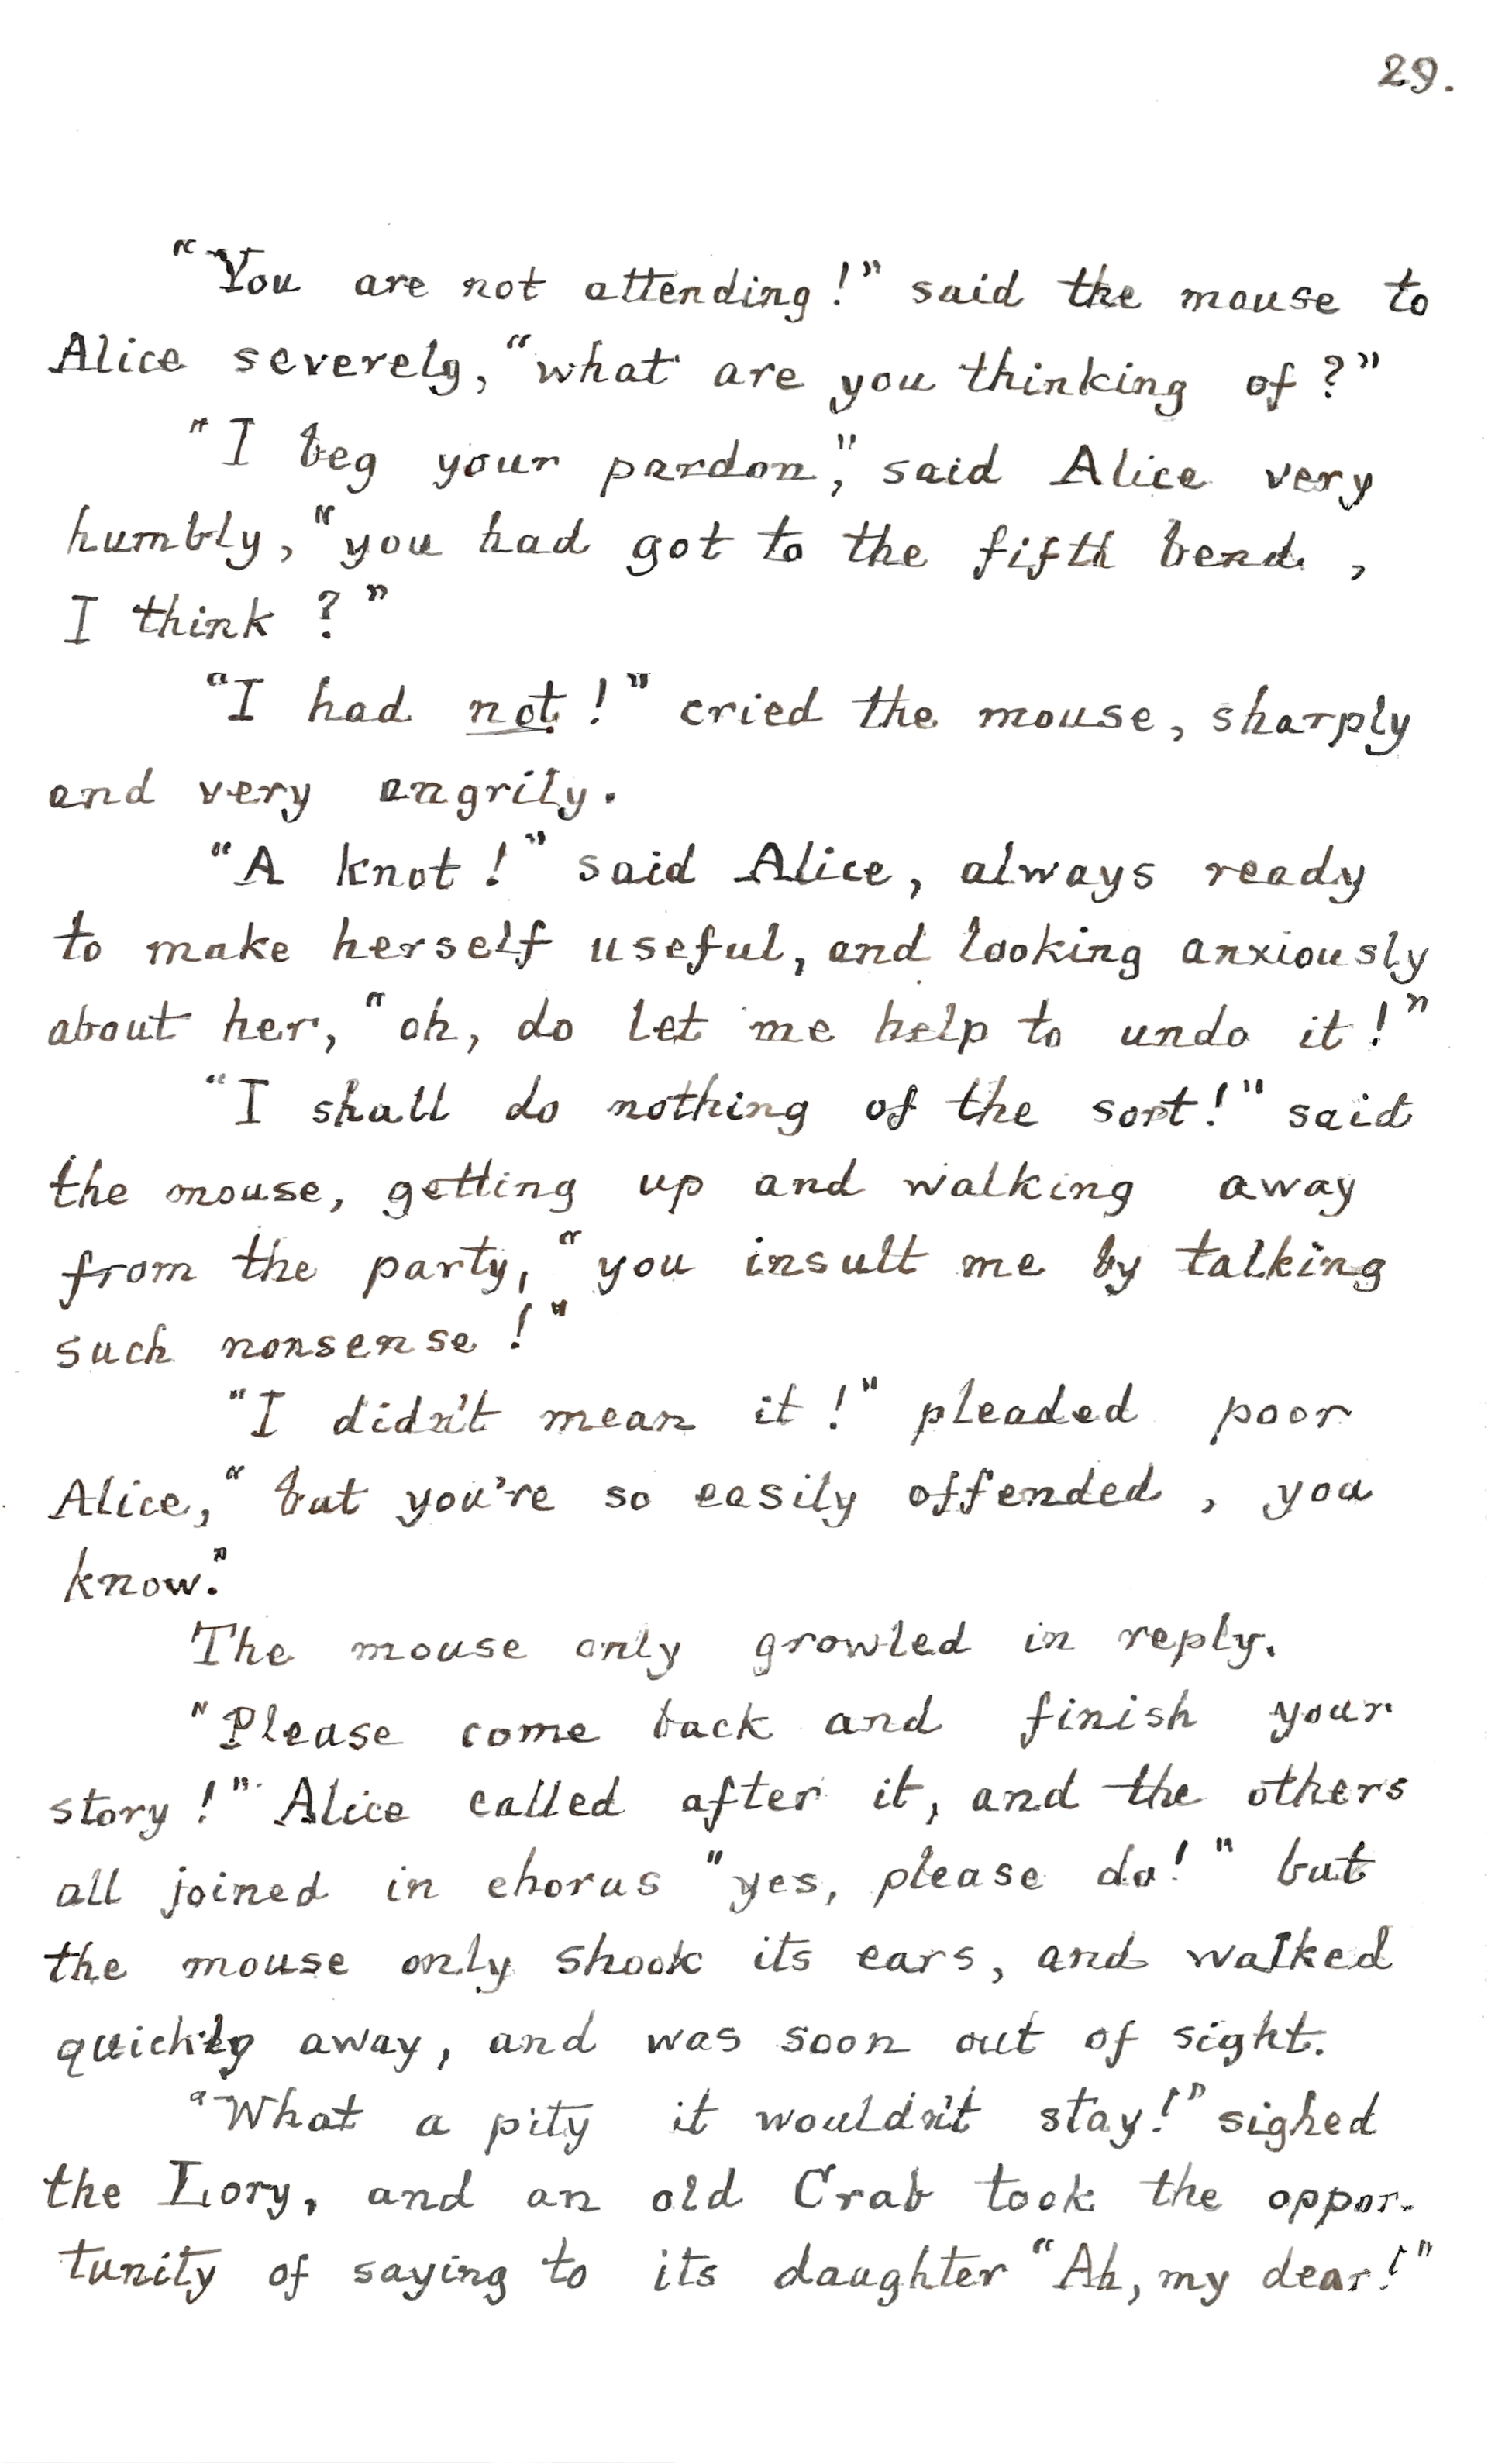 29.
"You are not attending!" said the mouse to
Alice severely, "what are you thinking of?"
"I beg your pardon," said Alice very
humbly, "you had got to the fifth bend,
I think?"
"I had not!" cried the mouse, sharply
and very angrily.
"A knot!" said Alice, always ready
to make herself useful, and looking anxiously
about her, "oh, do let me help to undo it!"
"I shall do nothing of the sort!" said
the mouse, getting up and walking away
from the party, "you insult me by talking
such nonsense!"
"I didn't mean it!" pleaded poor
Alice, "but you're so easily offended, you
know."
The mouse only growled in reply.
"Please come back and finish your
story!" Alice called after it, and the others
all joined in chorus "yes, please do!" but
the mouse only shook its ears, and walked
quickly away, and was soon out of sight.
"What a pity it wouldn't stay!" sighed
the Lory, and an old Crab took the oppor-
tunity of saying to its daughter "Ah, my dear!"